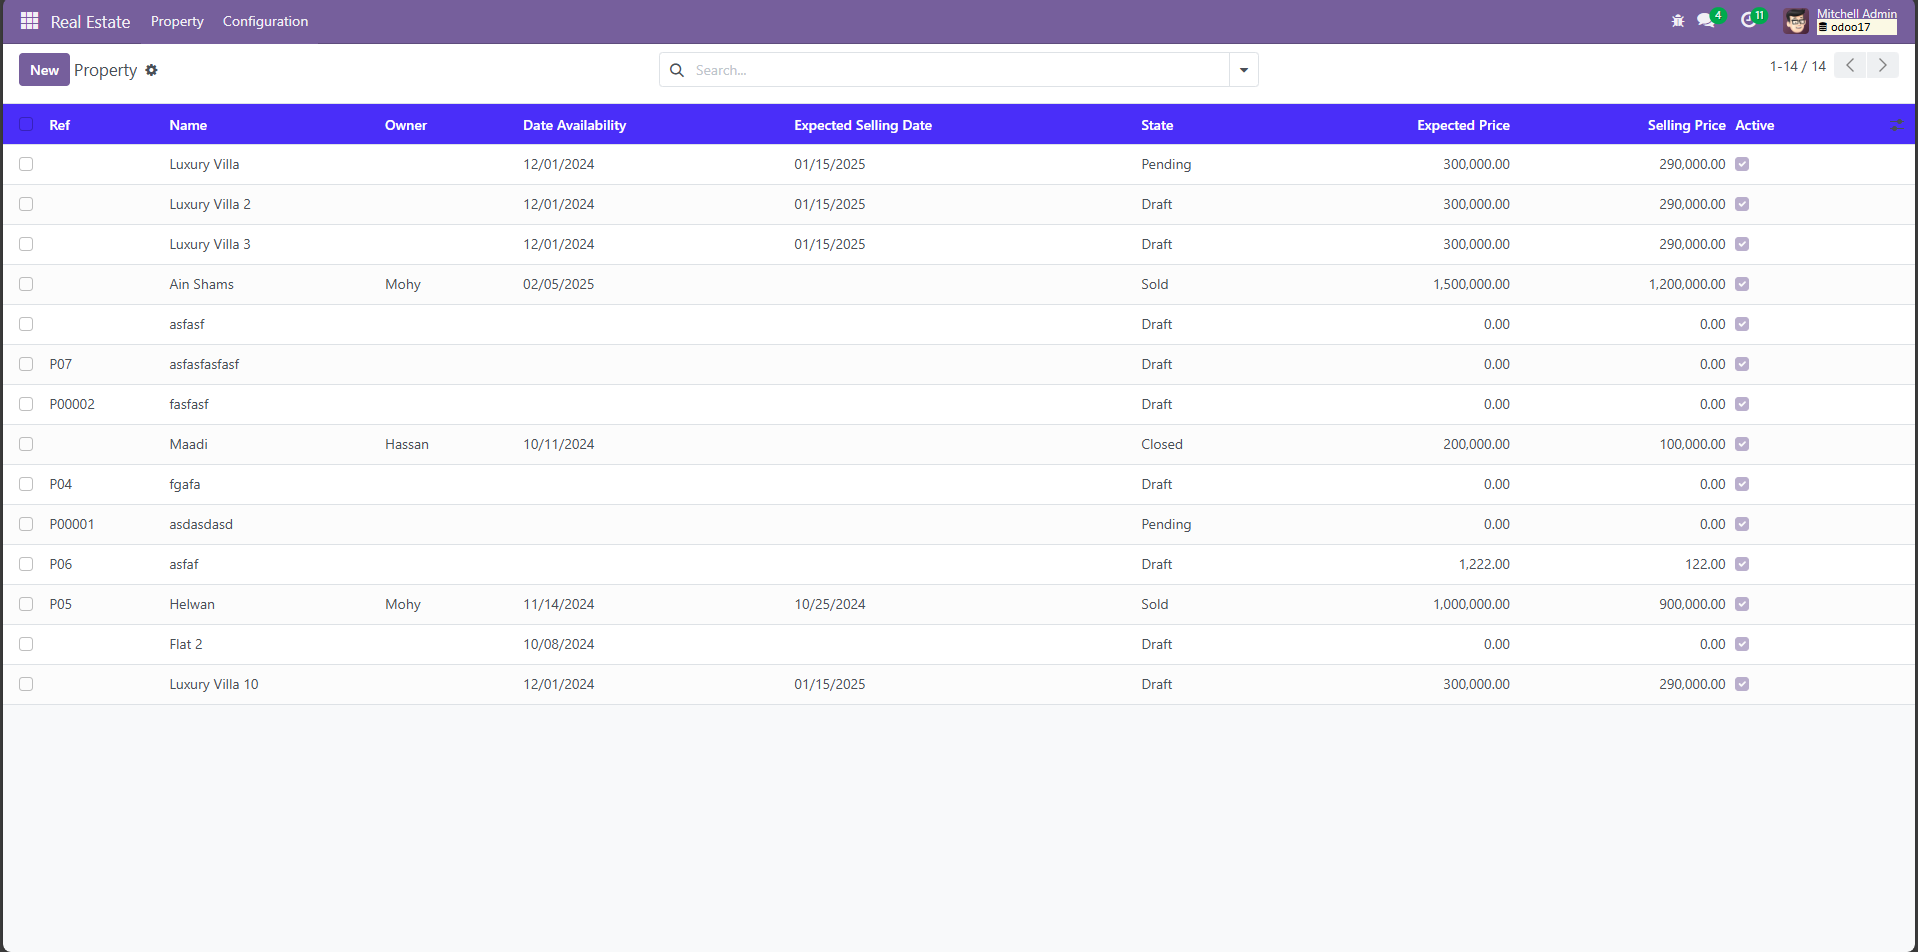 Real Estate Property Configuration 4 11 Mitchell Admin
odoo17
New Property Search... 1-14 / 14
Ref Name Owner Date Availability Expected Selling Date State Expected Price Selling Price Active
Luxury Villa 12/01/2024 01/15/2025 Pending 300,000.00 290,000.00
Luxury Villa 2 12/01/2024 01/15/2025 Draft 300,000.00 290,000.00
Luxury Villa 3 12/01/2024 01/15/2025 Draft 300,000.00 290,000.00
Ain Shams Mohy 02/05/2025 Sold 1,500,000.00 1,200,000.00
asfasf Draft 0.00 0.00
P07 asfasfasfasf Draft 0.00 0.00
P00002 fasfasf Draft 0.00 0.00
Maadi Hassan 10/11/2024 Closed 200,000.00 100,000.00
P04 fgafa Draft 0.00 0.00
P00001 asdasdasd Pending 0.00 0.00
P06 asfaf Draft 1,222.00 122.00
P05 Helwan Mohy 11/14/2024 10/25/2024 Sold 1,000,000.00 900,000.00
Flat 2 10/08/2024 Draft 0.00 0.00
Luxury Villa 10 12/01/2024 01/15/2025 Draft 300,000.00 290,000.00